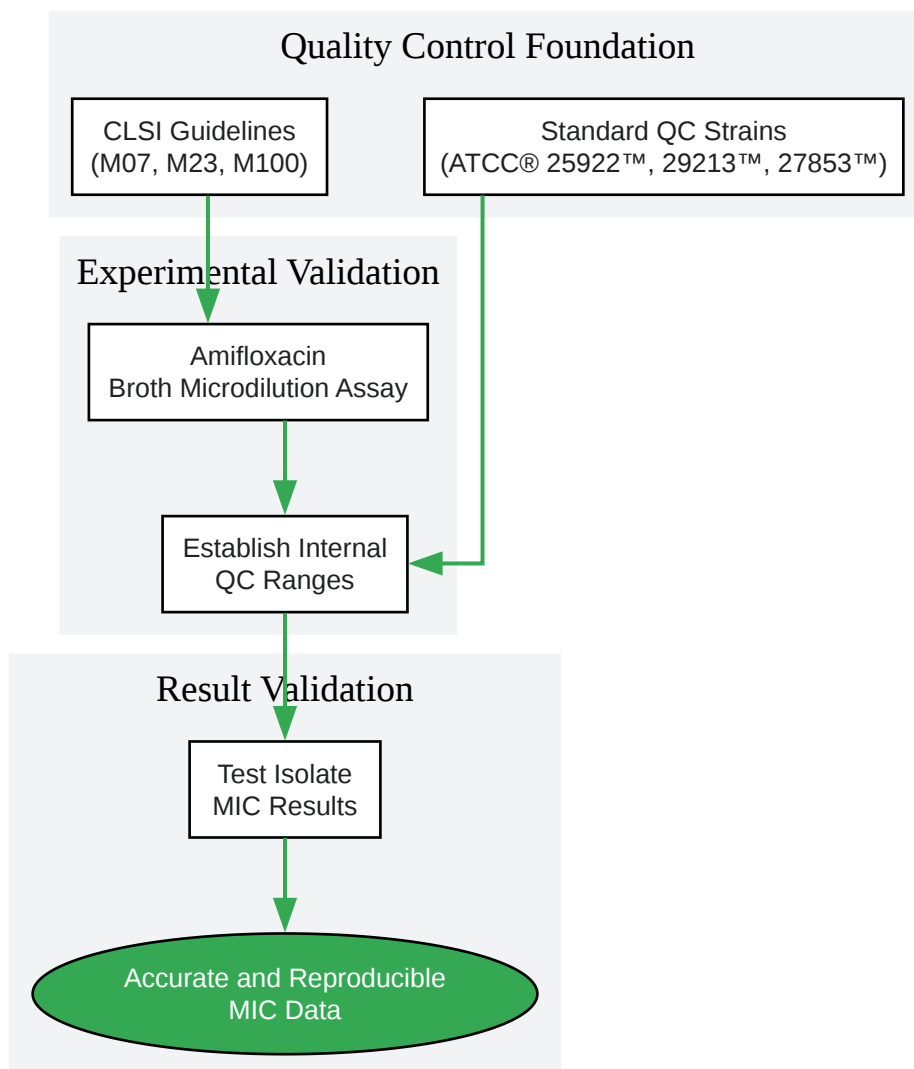 Quality Control Foundation
CLSI Guidelines
(M07, M23, M100)
Standard QC Strains
(ATCC® 25922™, 29213™, 27853™)
Experimental Validation
Amifloxacin
Broth Microdilution Assay
Establish Internal
QC Ranges
Result Validation
Test Isolate
MIC Results
Accurate and Reproducible
MIC Data